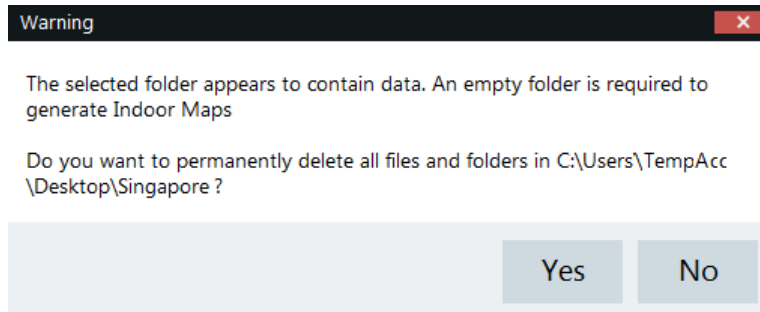 Warning
The selected folder appears to contain data. An empty folder is required to
generate Indoor Maps
Do you want to permanently delete all files and folders in C:\Users\TempAcc
\Desktop\Singapore ?
Yes No